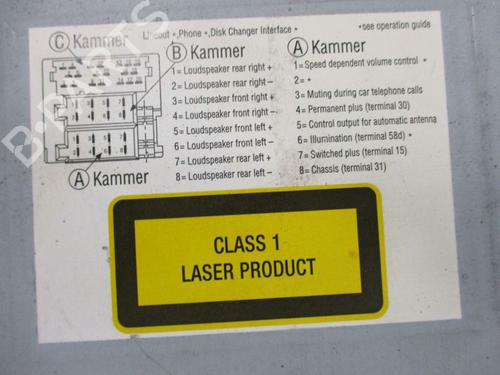 C Kammer
Lineout *,Phone *,Disk Changer Interface *
*see operation guide
B Kammer
1= Loudspeaker rear right +
2= Loudspeaker rear right –
3= Loudspeaker front right +
4= Loudspeaker front right –
5= Loudspeaker front left +
6= Loudspeaker front left –
7= Loudspeaker rear left +
8= Loudspeaker rear left –
A Kammer
1= Speed dependent volume control *
2= *
3= Muting during car telephone calls
4= Permanent plus (terminal 30)
5= Control output for automatic antenna
6= Illumination (terminal 58d) *
7= Switched plus (terminal 15)
8= Chassis (terminal 31)
A Kammer
CLASS 1
LASER PRODUCT
B-PARTS